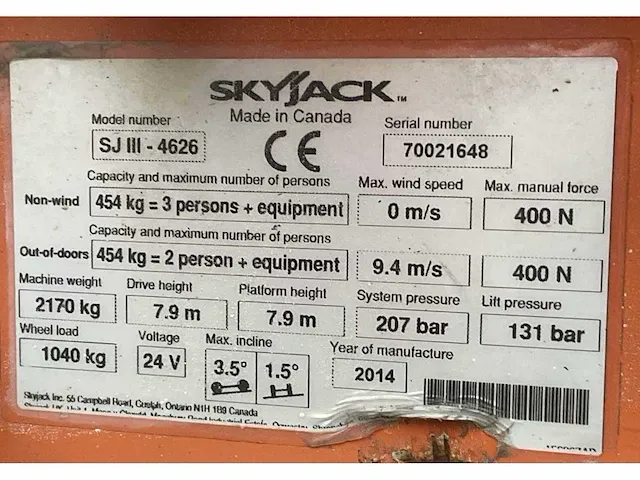 SKYJACK™
Made in Canada
Model number
SJ III - 4626
CE
Serial number
70021648
Capacity and maximum number of persons
Max. wind speed
Max. manual force
Non-wind
454 kg = 3 persons + equipment
0 m/s
400 N
Capacity and maximum number of persons
Out-of-doors
454 kg = 2 person + equipment
9.4 m/s
400 N
Machine weight
2170 kg
Drive height
7.9 m
Platform height
7.9 m
System pressure
207 bar
Lift pressure
131 bar
Wheel load
1040 kg
Voltage
24 V
Max. incline
3.5° 1.5°
Year of manufacture
2014
Skyjack Inc. 55 Campbell Road, Guelph, Ontario N1H 1B9 Canada